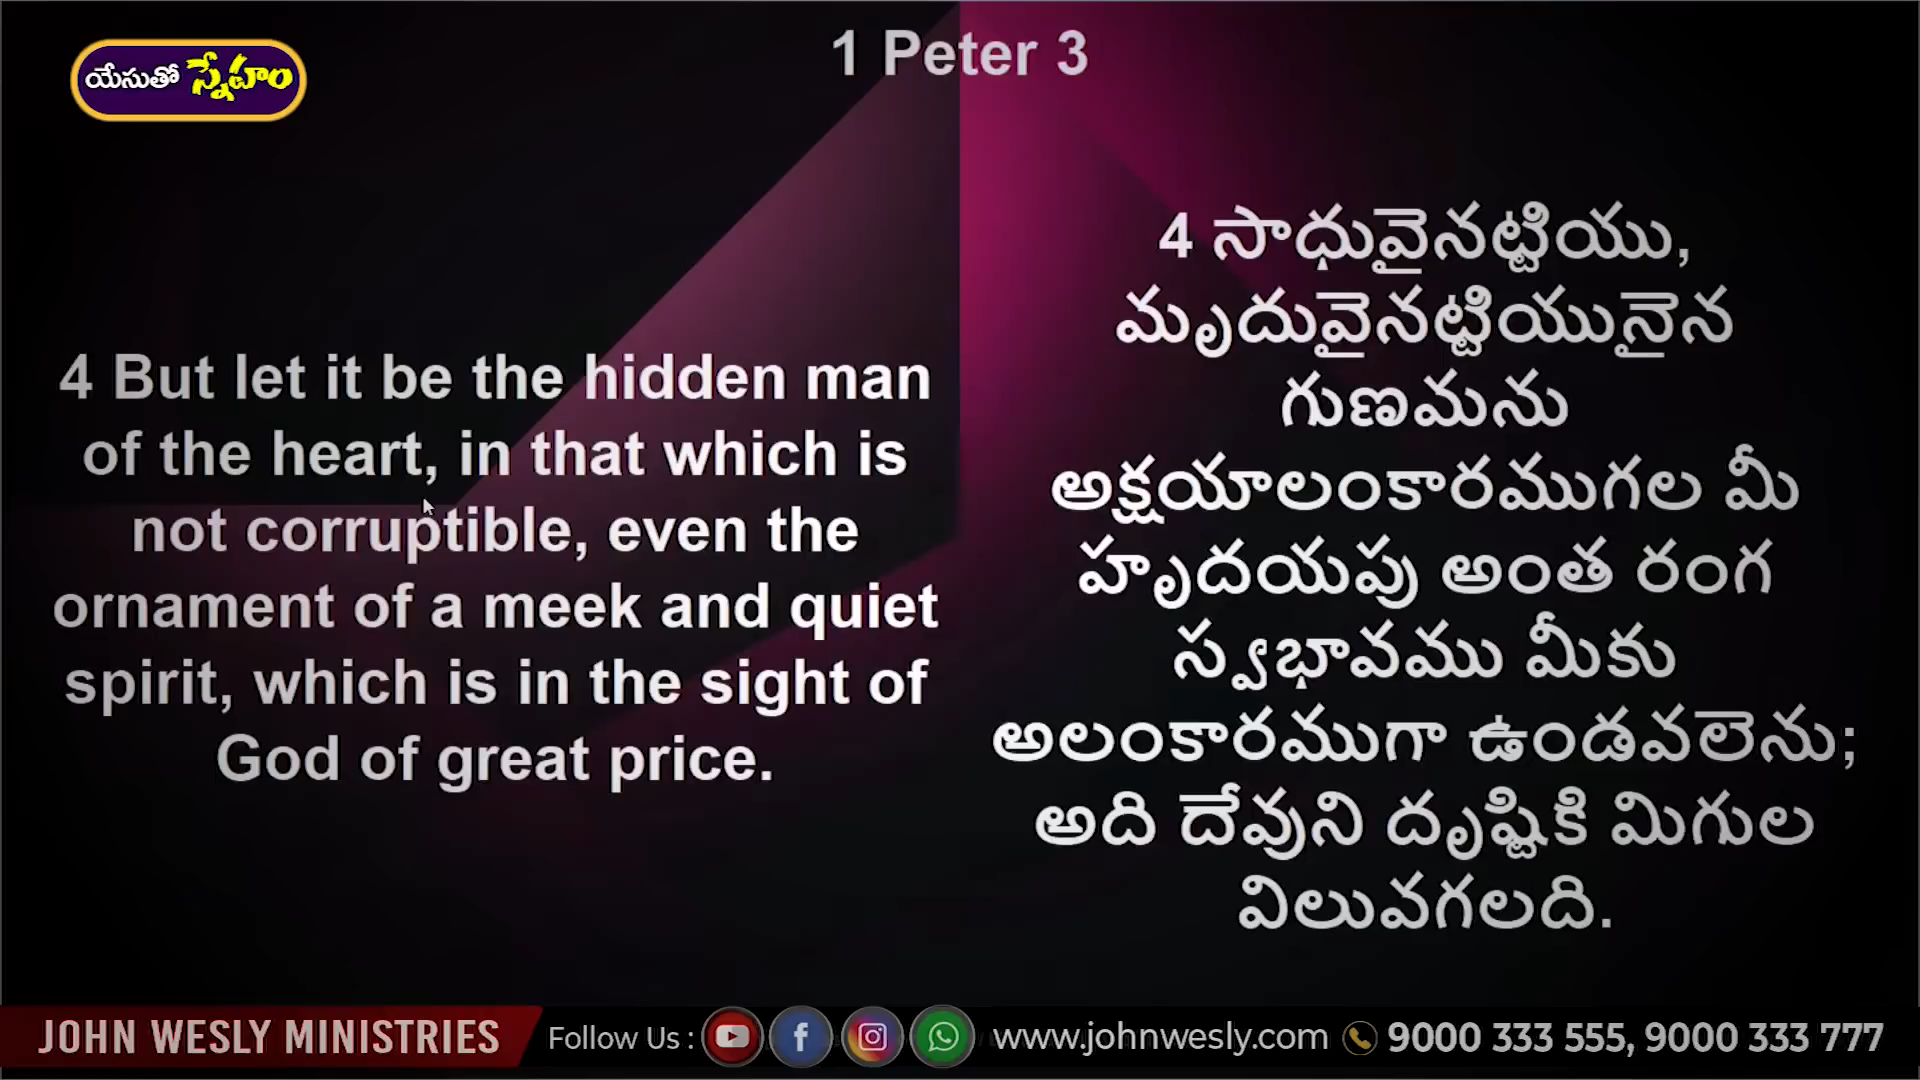 యేసుతో స్నేహం
1 Peter 3
4 But let it be the hidden man
of the heart, in that which is
not corruptible, even the
ornament of a meek and quiet
spirit, which is in the sight of
God of great price.
4 సాధువైనట్టియు,
మృదువైనట్టియునైన
గుణమను
అక్షయాలంకారముగల మీ
హృదయపు అంత రంగ
స్వభావము మీకు
అలంకారముగా ఉండవలెను;
అది దేవుని దృష్టికి మిగుల
విలువగలది.
JOHN WESLY MINISTRIES Follow Us : www.johnwesly.com 9000 333 555, 9000 333 777